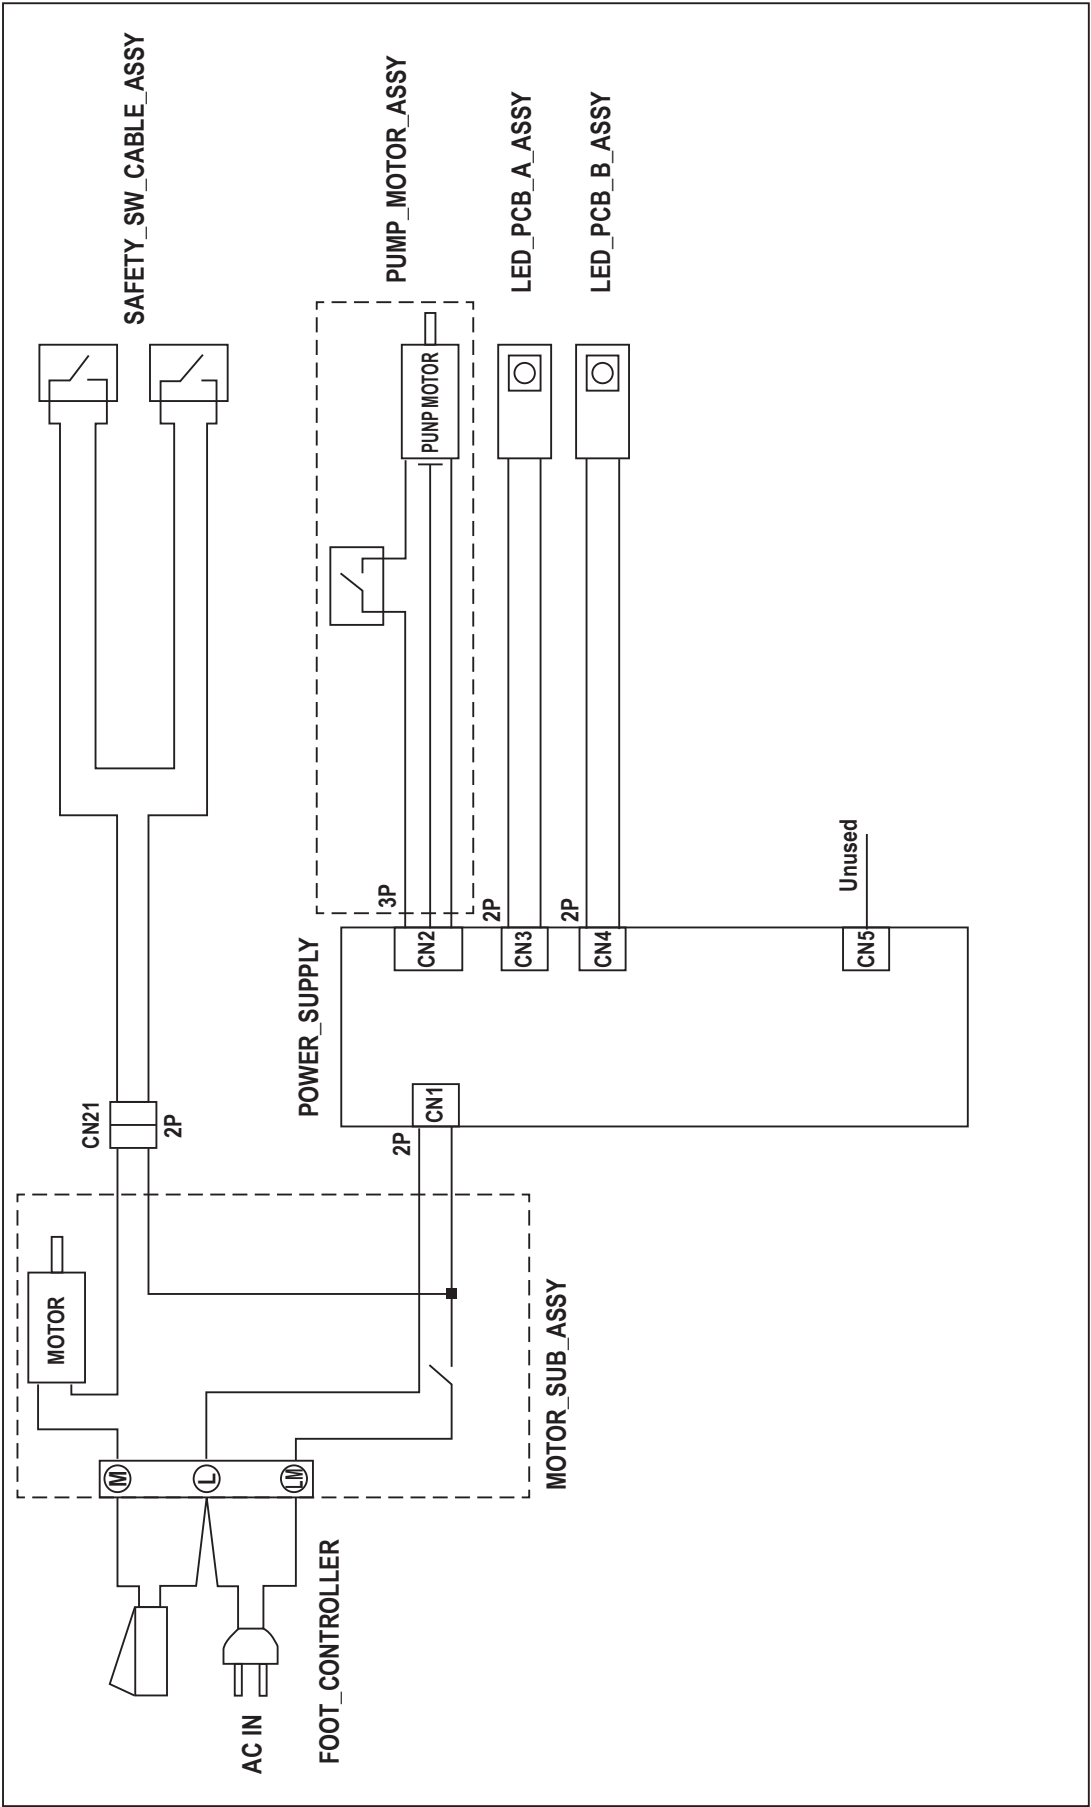 SAFETY_SW_CABLE_ASSY
PUMP_MOTOR_ASSY
LED_PCB_A_ASSY
LED_PCB_B_ASSY
PUNP MOTOR
3P
2P
2P
Unused
CN2
CN3
CN4
CN5
POWER_SUPPLY
CN1
2P
CN21
2P
MOTOR
MOTOR_SUB_ASSY
M
L
LM
FOOT_CONTROLLER
AC IN